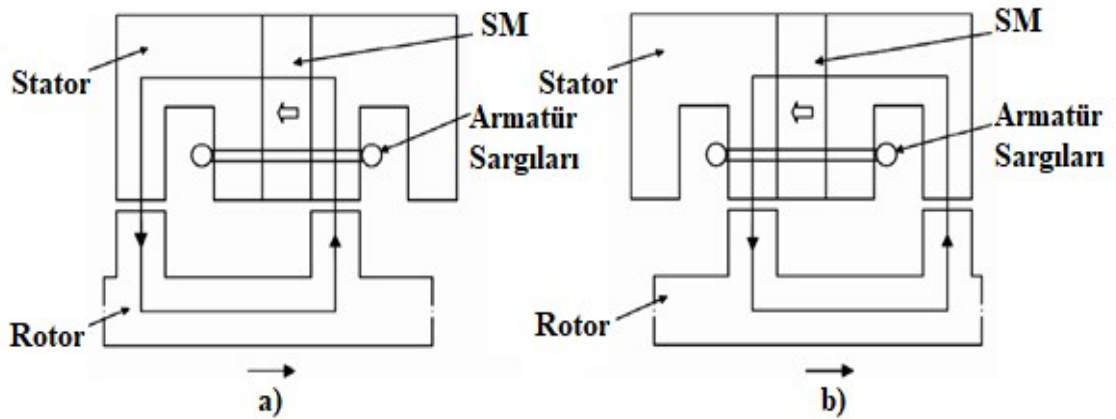 SM
Stator
Armatür
Sargıları
Rotor
a)
SM
Stator
Armatür
Sargıları
Rotor
b)